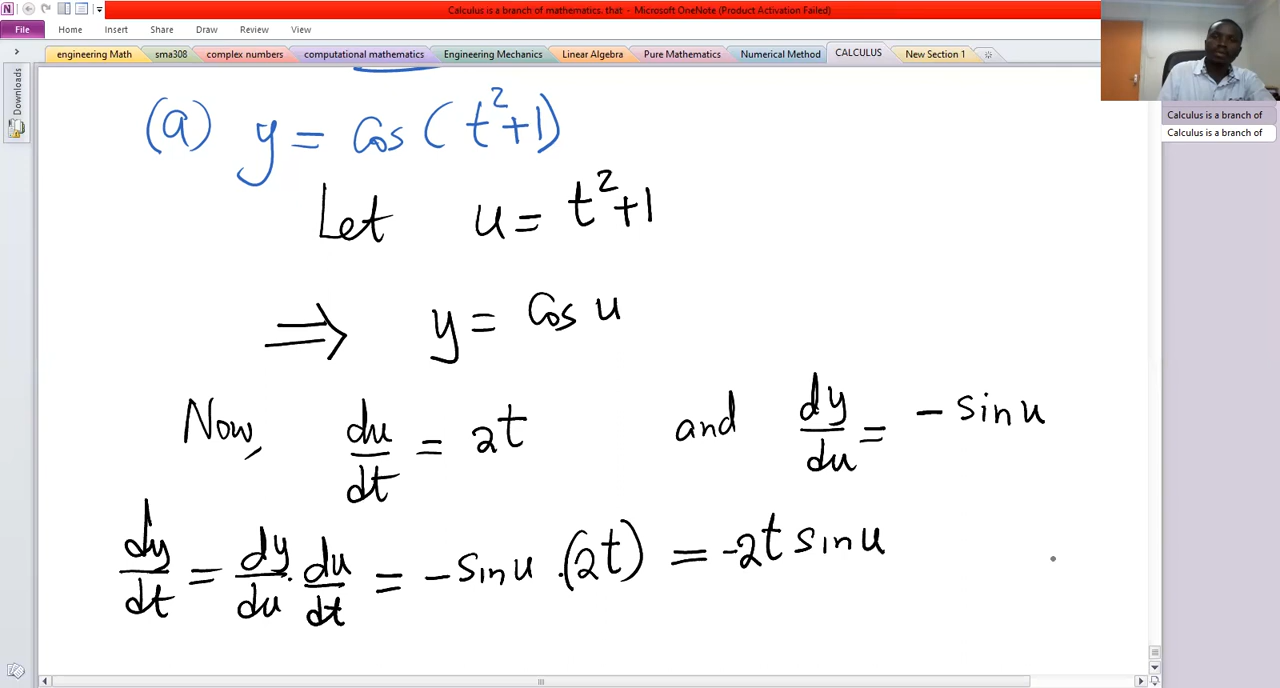 Calculus is a branch of mathematics. that - Microsoft OneNote (Product Activation Failed)
File Home Insert Share Draw Review View
engineering Math sma308 complex numbers computational mathematics Engineering Mechanics Linear Algebra Pure Mathematics Numerical Method CALCULUS New Section 1
Downloads
Calculus is a branch of
Calculus is a branch of
(a) y = Cos (t²+1)
Let u = t²+1
⟹ y = Cos u
Now, du/dt = 2t and dy/du = - sin u
dy/dt = dy/du . du/dt = - sin u .(2t) = -2t sin u